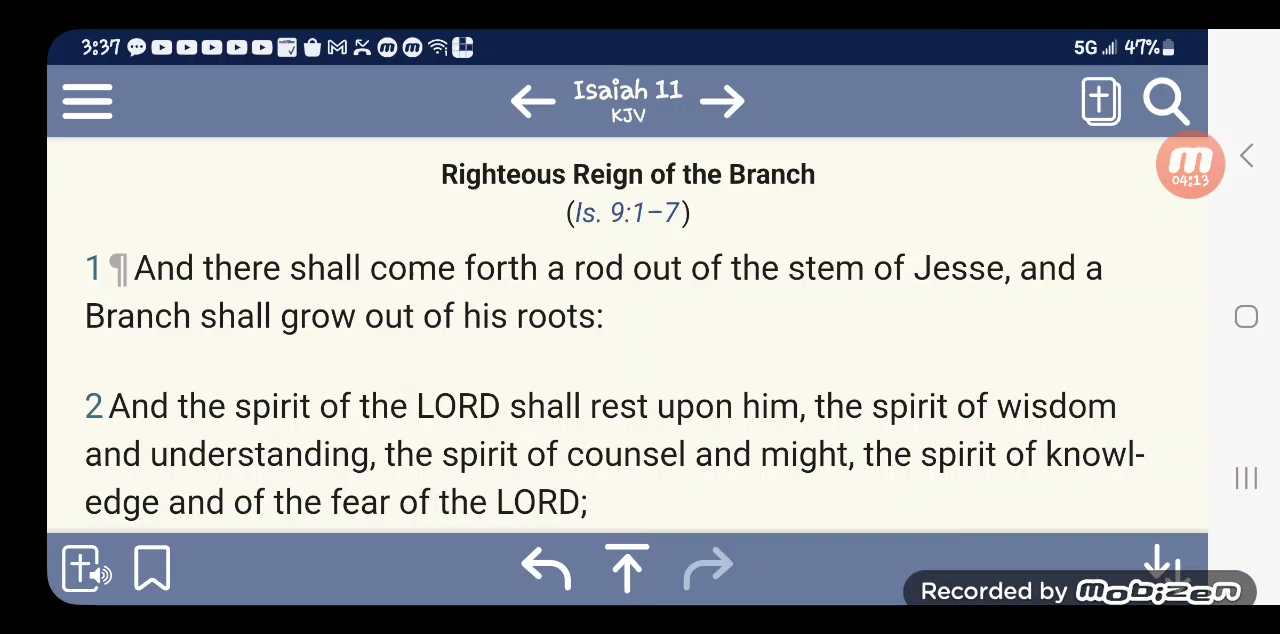 3:37 5G 47%
Isaiah 11
KJV
04:13
Righteous Reign of the Branch
(Is. 9:1–7)
1 ¶ And there shall come forth a rod out of the stem of Jesse, and a
Branch shall grow out of his roots:
2 And the spirit of the LORD shall rest upon him, the spirit of wisdom
and understanding, the spirit of counsel and might, the spirit of knowl-
edge and of the fear of the LORD;
Recorded by mobizen